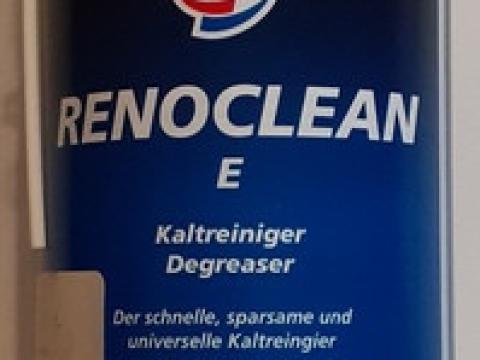 RENOCLEAN
E
Kaltreiniger
Degreaser
Der schnelle, sparsame und
universelle Kaltreingier